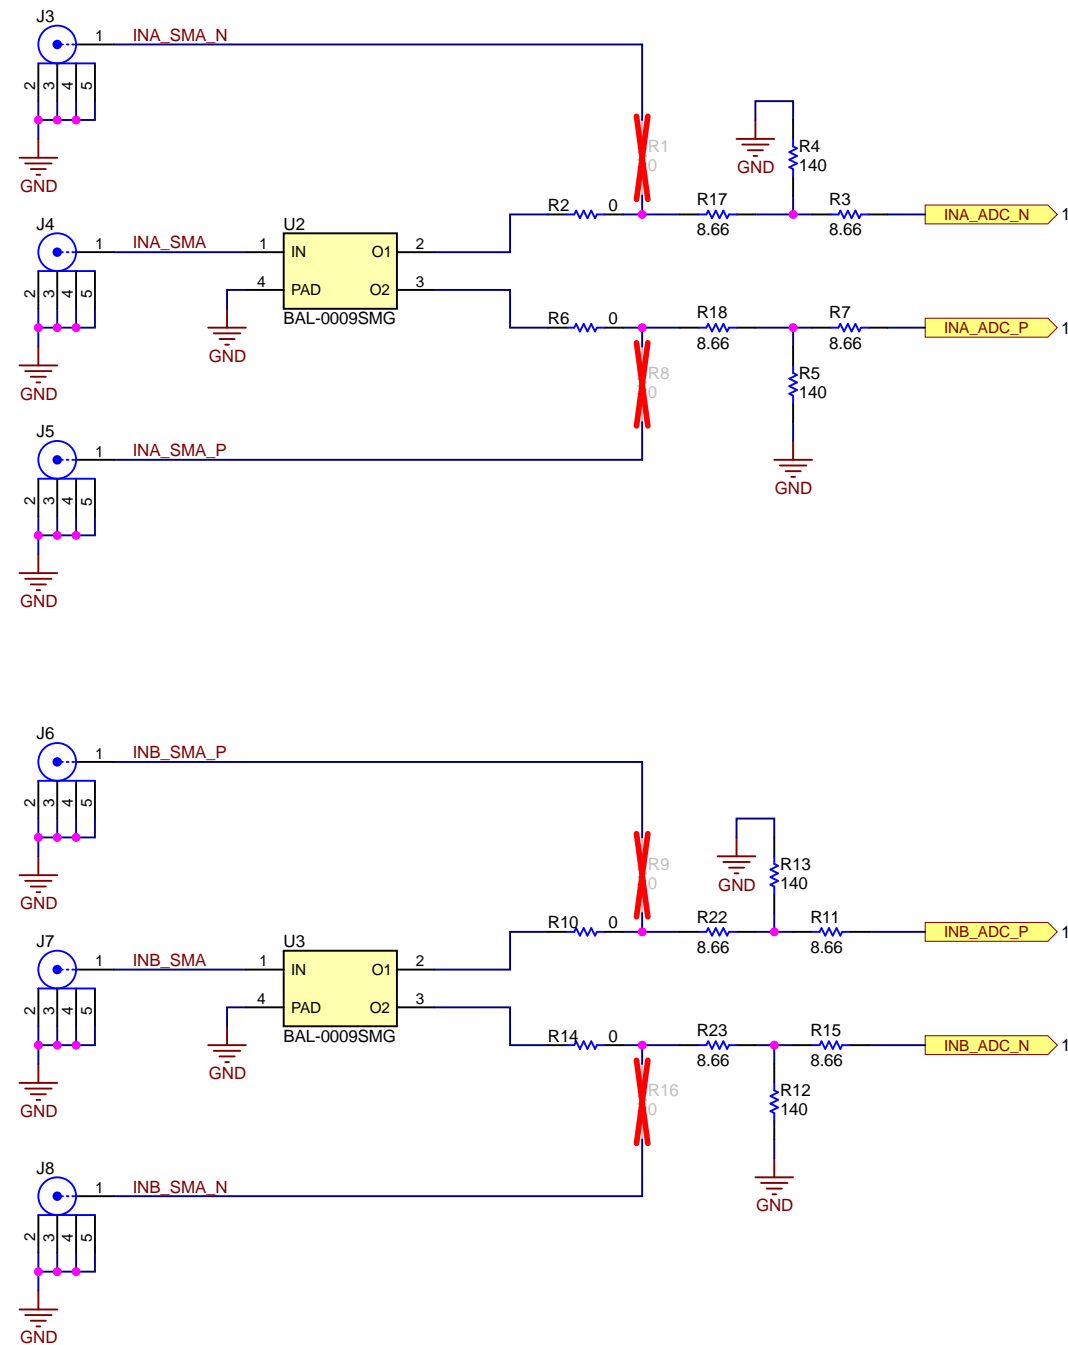 J3
1 INA_SMA_N
2 3 4 5
GND
R1
0
GND
R4
140
R2 0
R17
8.66
R3
8.66
INA_ADC_N 1
J4
1 INA_SMA
2 3 4 5
GND
U2
1 IN O1 2
4 PAD O2 3
BAL-0009SMG
GND
R6 0
R18
8.66
R7
8.66
INA_ADC_P 1
R8
0
R5
140
GND
J5
1 INA_SMA_P
2 3 4 5
GND
J6
1 INB_SMA_P
2 3 4 5
GND
R9
0
GND
R13
140
R10 0
R22
8.66
R11
8.66
INB_ADC_P 1
J7
1 INB_SMA
2 3 4 5
GND
U3
1 IN O1 2
4 PAD O2 3
BAL-0009SMG
GND
R14 0
R23
8.66
R15
8.66
INB_ADC_N 1
R16
0
R12
140
GND
J8
1 INB_SMA_N
2 3 4 5
GND